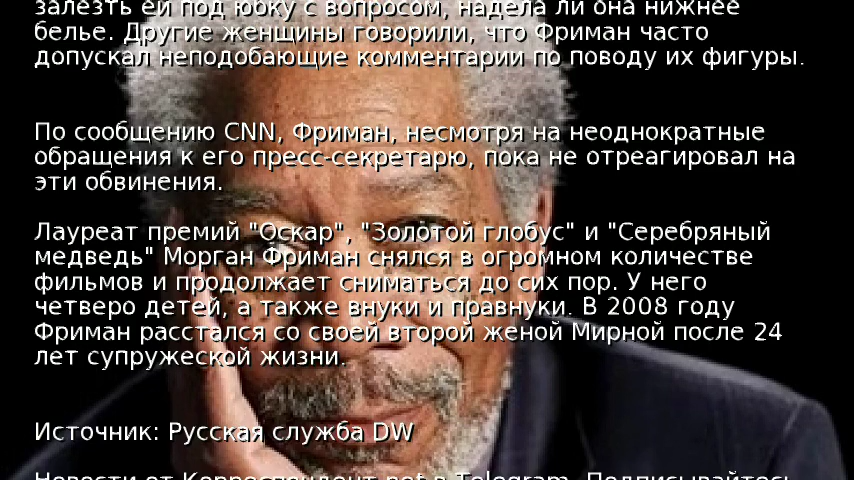 залезть ей под юбку с вопросом, надела ли она нижнее
белье. Другие женщины говорили, что Фриман часто
допускал неподобающие комментарии по поводу их фигуры.
По сообщению CNN, Фриман, несмотря на неоднократные
обращения к его пресс-секретарю, пока не отреагировал на
эти обвинения.
Лауреат премий "Оскар", "Золотой глобус" и "Серебряный
медведь" Морган Фриман снялся в огромном количестве
фильмов и продолжает сниматься до сих пор. У него
четверо детей, а также внуки и правнуки. В 2008 году
Фриман расстался со своей второй женой Мирной после 24
лет супружеской жизни.
Источник: Русская служба DW
Новости от Корреспондент.net в Telegram. Подписывайтесь